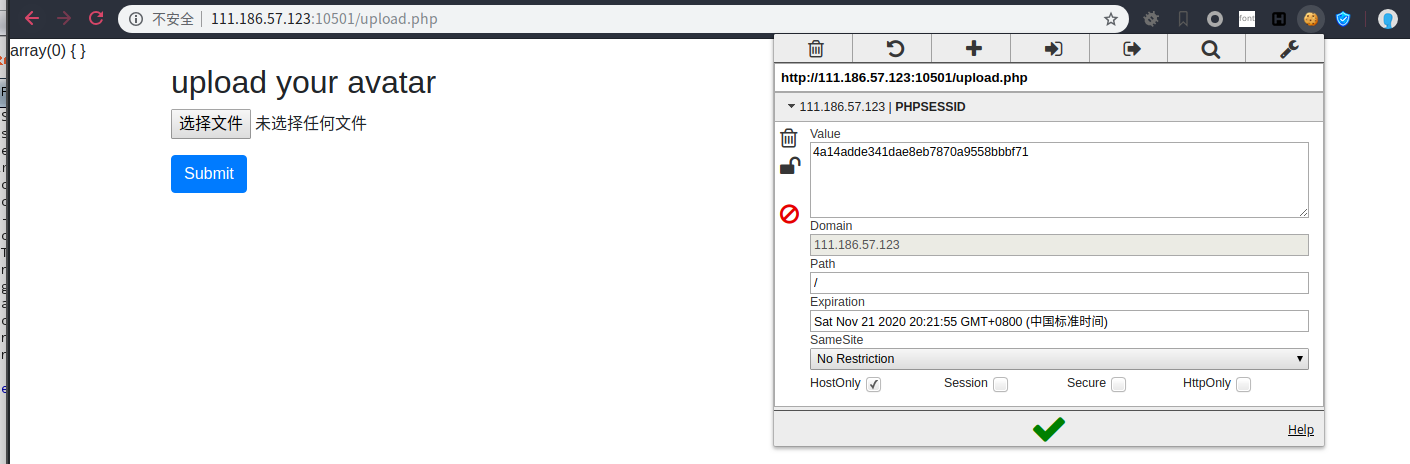 不安全 111.186.57.123:10501/upload.php
font
array(0) { }
upload your avatar
选择文件 未选择任何文件
Submit
http://111.186.57.123:10501/upload.php
111.186.57.123 | PHPSESSID
Value
4a14adde341dae8eb7870a9558bbbf71
Domain
111.186.57.123
Path
/
Expiration
Sat Nov 21 2020 20:21:55 GMT+0800 (中国标准时间)
SameSite
No Restriction
HostOnly Session Secure HttpOnly
Help